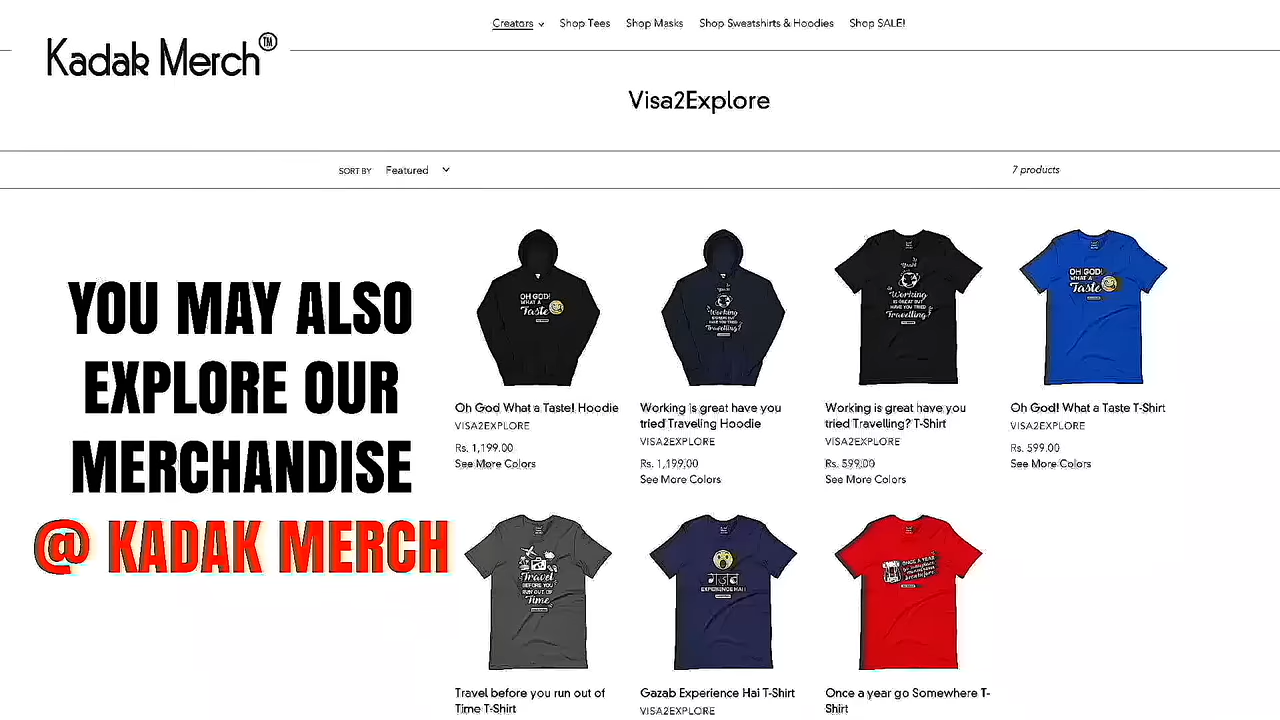 Creators
Shop Tees
Shop Masks
Shop Sweatshirts & Hoodies
Shop SALE!
Kadak Merch™
Visa2Explore
SORT BY
Featured
7 products
YOU MAY ALSO
EXPLORE OUR
MERCHANDISE
@ KADAK MERCH
OH GOD!
WHAT A
Taste
Yeah!
Working
IS GREAT BUT
HAVE YOU TRIED
Travelling?
Yeah!
Working
IS GREAT BUT
HAVE YOU TRIED
Travelling?
OH GOD!
WHAT A
Taste
Oh God What a Taste! Hoodie
VISA2EXPLORE
Rs. 1,199.00
See More Colors
Working is great have you
tried Traveling Hoodie
VISA2EXPLORE
Rs. 1,199.00
See More Colors
Working is great have you
tried Travelling? T-Shirt
VISA2EXPLORE
Rs. 599.00
See More Colors
Oh God! What a Taste T-Shirt
VISA2EXPLORE
Rs. 599.00
See More Colors
Travel
BEFORE YOU
RUN OUT OF
Time
EXPERIENCE HAI!
ONCE A YEAR
Travel before you run out of
Time T-Shirt
Gazab Experience Hai T-Shirt
VISA2EXPLORE
Once a year go Somewhere T-
Shirt